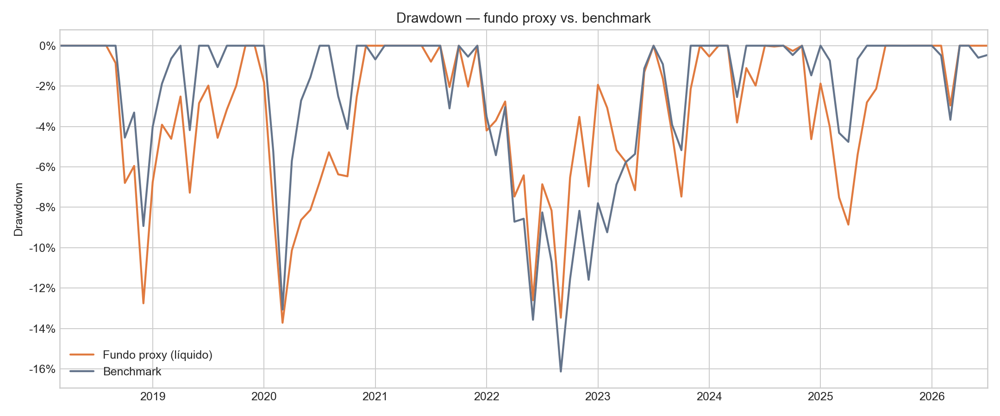 Drawdown — fundo proxy vs. benchmark
0%
-2%
-4%
-6%
-8%
-10%
-12%
-14%
-16%
Drawdown
Fundo proxy (líquido)
Benchmark
2019 2020 2021 2022 2023 2024 2025 2026